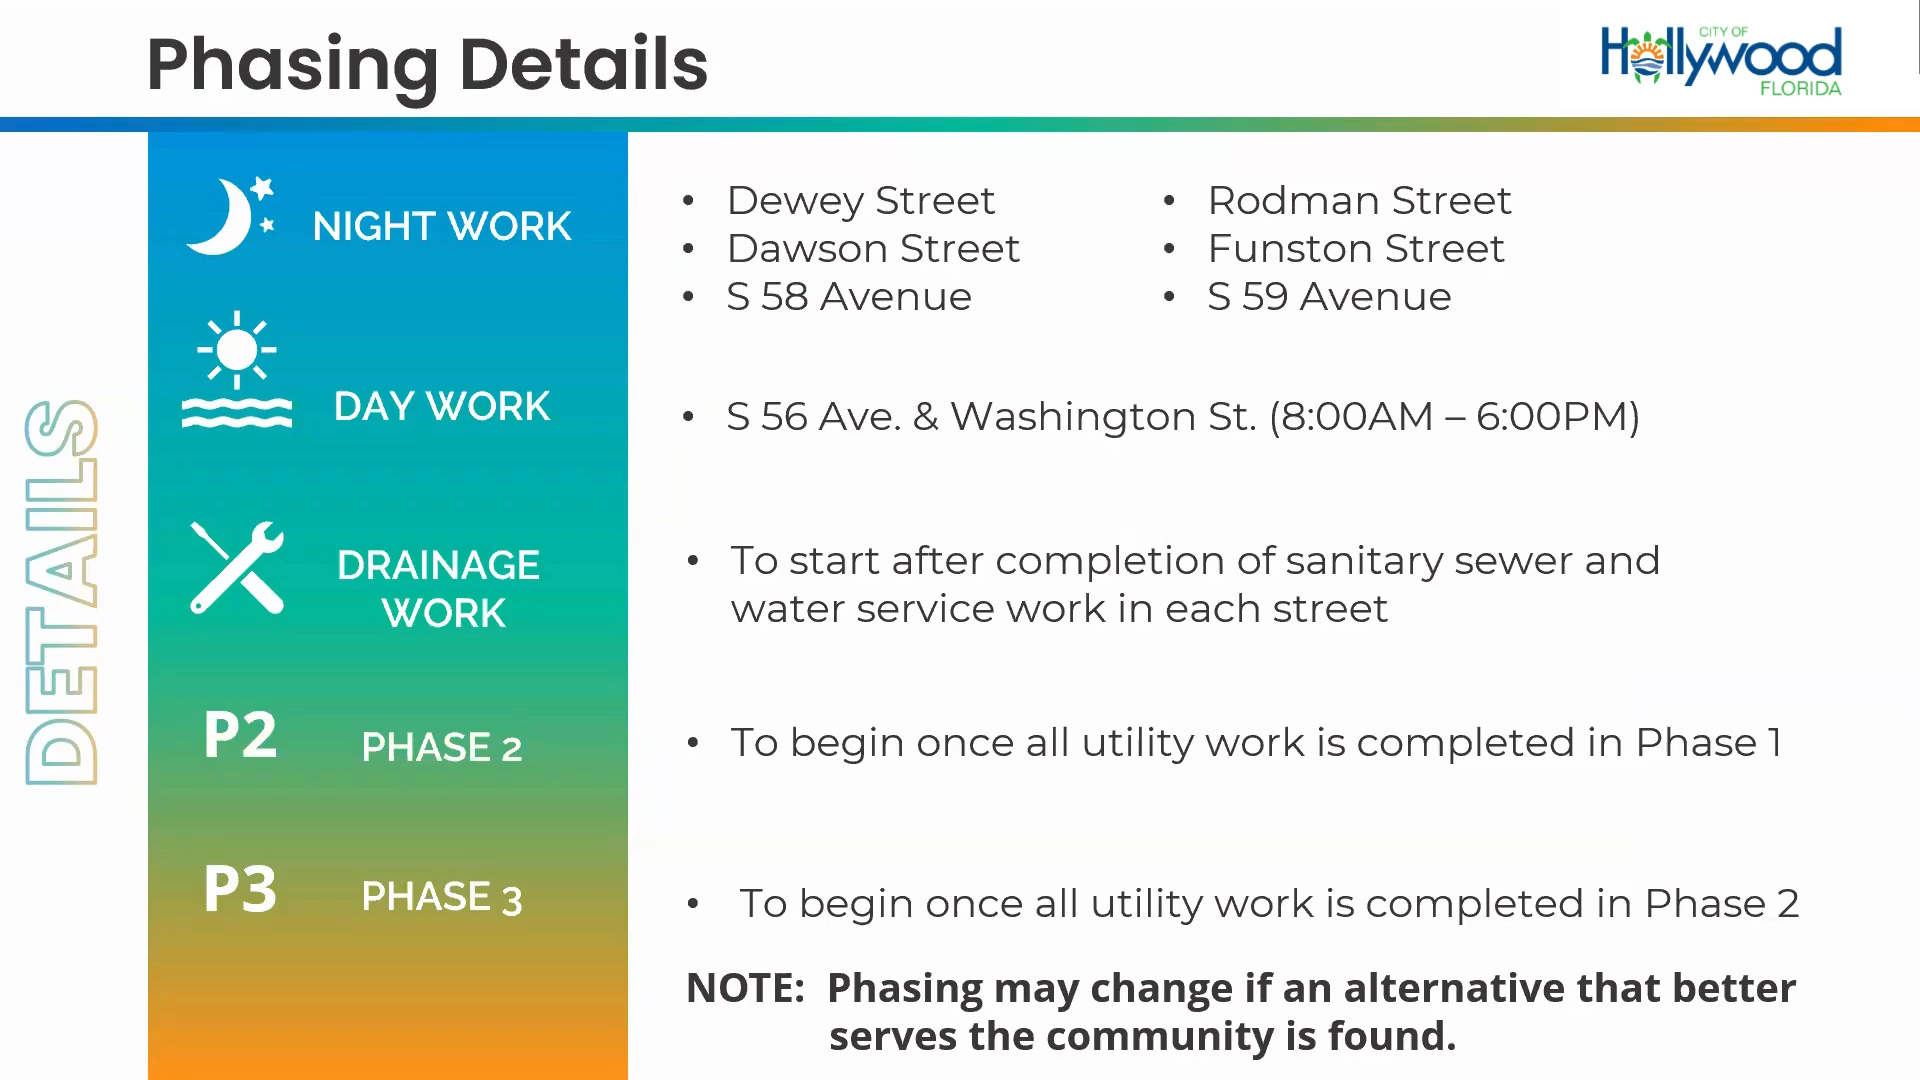 Phasing Details
CITY OF
Hollywood
FLORIDA
DETAILS
NIGHT WORK
• Dewey Street
• Dawson Street
• S 58 Avenue
• Rodman Street
• Funston Street
• S 59 Avenue
DAY WORK
• S 56 Ave. & Washington St. (8:00AM – 6:00PM)
DRAINAGE
WORK
• To start after completion of sanitary sewer and
water service work in each street
P2 PHASE 2
• To begin once all utility work is completed in Phase 1
P3 PHASE 3
• To begin once all utility work is completed in Phase 2
NOTE: Phasing may change if an alternative that better
serves the community is found.